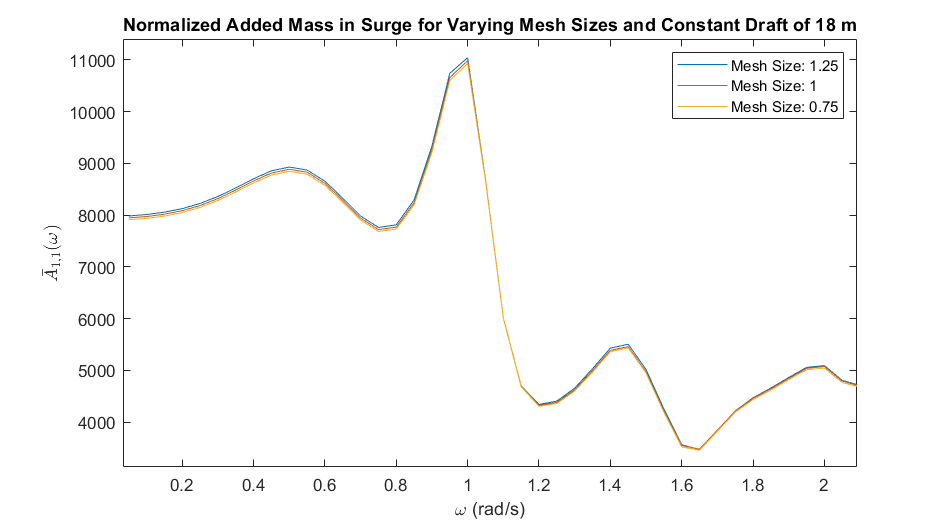 Normalized Added Mass in Surge for Varying Mesh Sizes and Constant Draft of 18 m
Mesh Size: 1.25
Mesh Size: 1
Mesh Size: 0.75
11000
10000
9000
8000
7000
6000
5000
4000
Ā1,1(ω)
0.2 0.4 0.6 0.8 1 1.2 1.4 1.6 1.8 2
ω (rad/s)